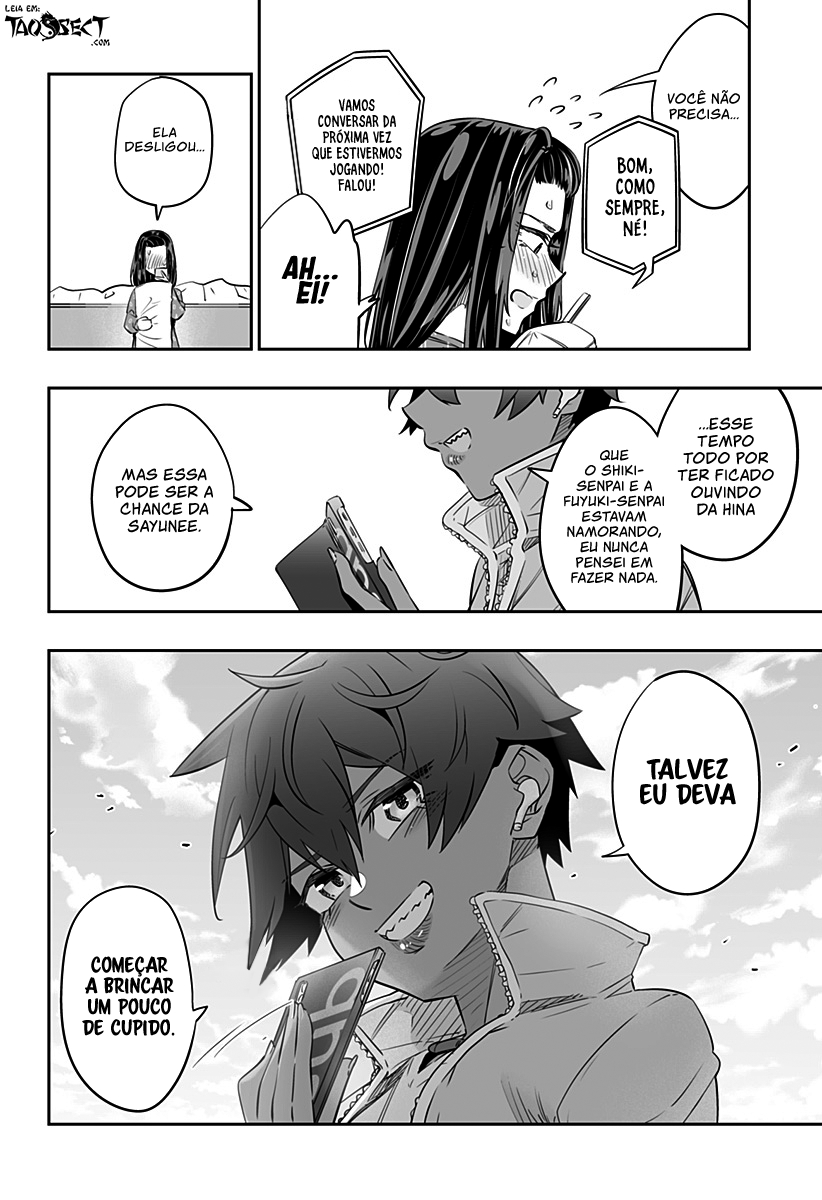 LEIA EM:
TAOSECT
.COM
VOCÊ NÃO
PRECISA...
BOM,
COMO
SEMPRE,
NÉ!
VAMOS
CONVERSAR DA
PRÓXIMA VEZ
QUE ESTIVERMOS
JOGANDO!
FALOU!
AH...
EI!
ELA
DESLIGOU...
...ESSE
TEMPO
TODO POR
TER FICADO
OUVINDO
DA HINA
QUE
O SHIKI-
SENPAI E A
FUYUKI-SENPAI
ESTAVAM
NAMORANDO,
EU NUNCA
PENSEI EM
FAZER NADA.
MAS ESSA
PODE SER A
CHANCE DA
SAYUNEE.
TALVEZ
EU DEVA
COMEÇAR
A BRINCAR
UM POUCO
DE CUPIDO.